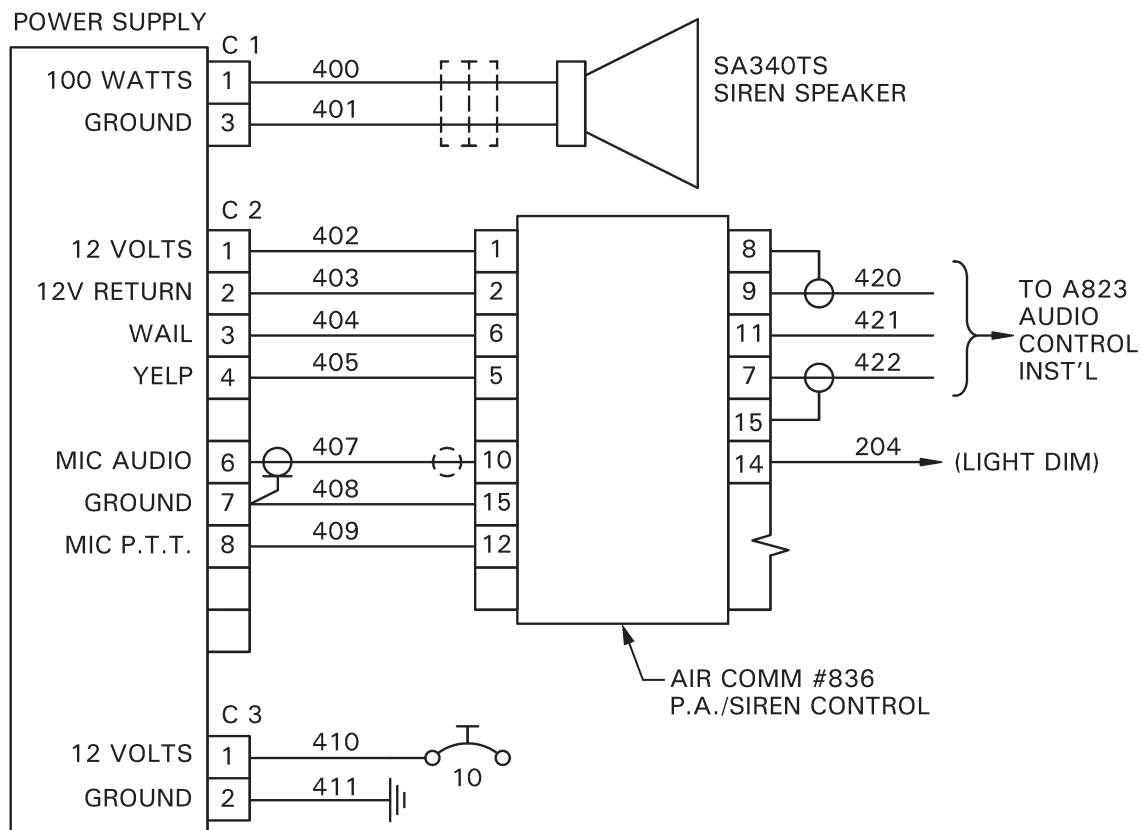 POWER SUPPLY
C 1
100 WATTS 1 400
GROUND 3 401
SA340TS
SIREN SPEAKER
C 2
12 VOLTS 1 402 1 8
12V RETURN 2 403 2 9 420
WAIL 3 404 6 11 421
YELP 4 405 5 7 422
15
TO A823
AUDIO
CONTROL
INST'L
MIC AUDIO 6 407 10 14 204 (LIGHT DIM)
GROUND 7 408 15
MIC P.T.T. 8 409 12
AIR COMM #836
P.A./SIREN CONTROL
C 3
12 VOLTS 1 410 10
GROUND 2 411